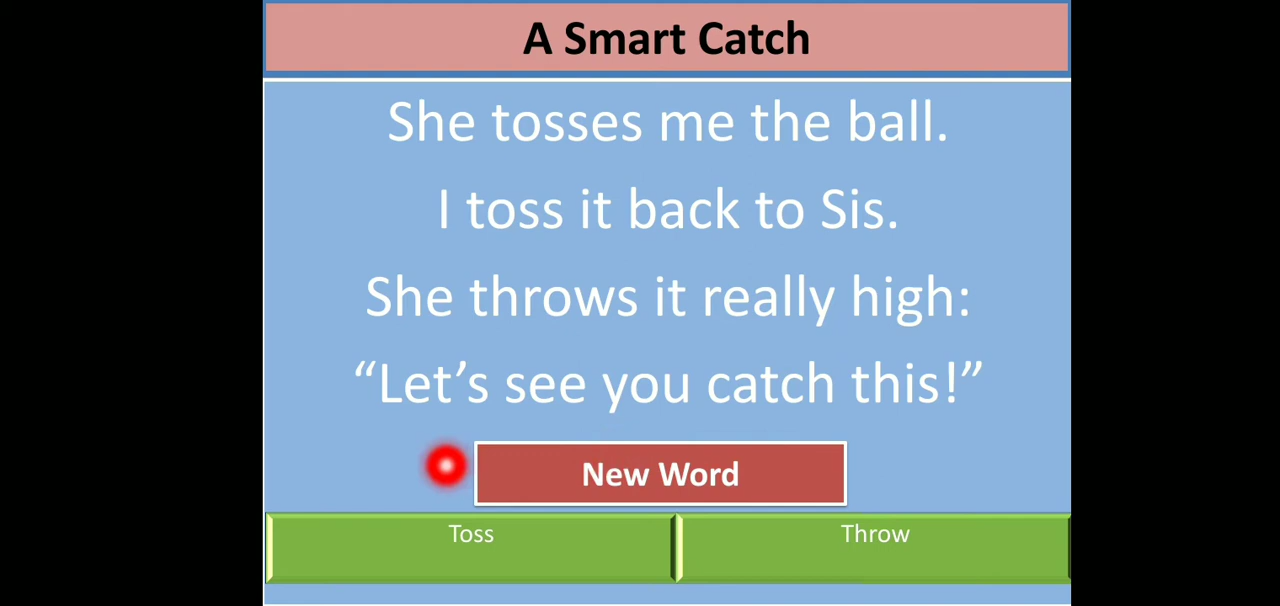 A Smart Catch
She tosses me the ball.
I toss it back to Sis.
She throws it really high:
“Let’s see you catch this!”
New Word
Toss
Throw